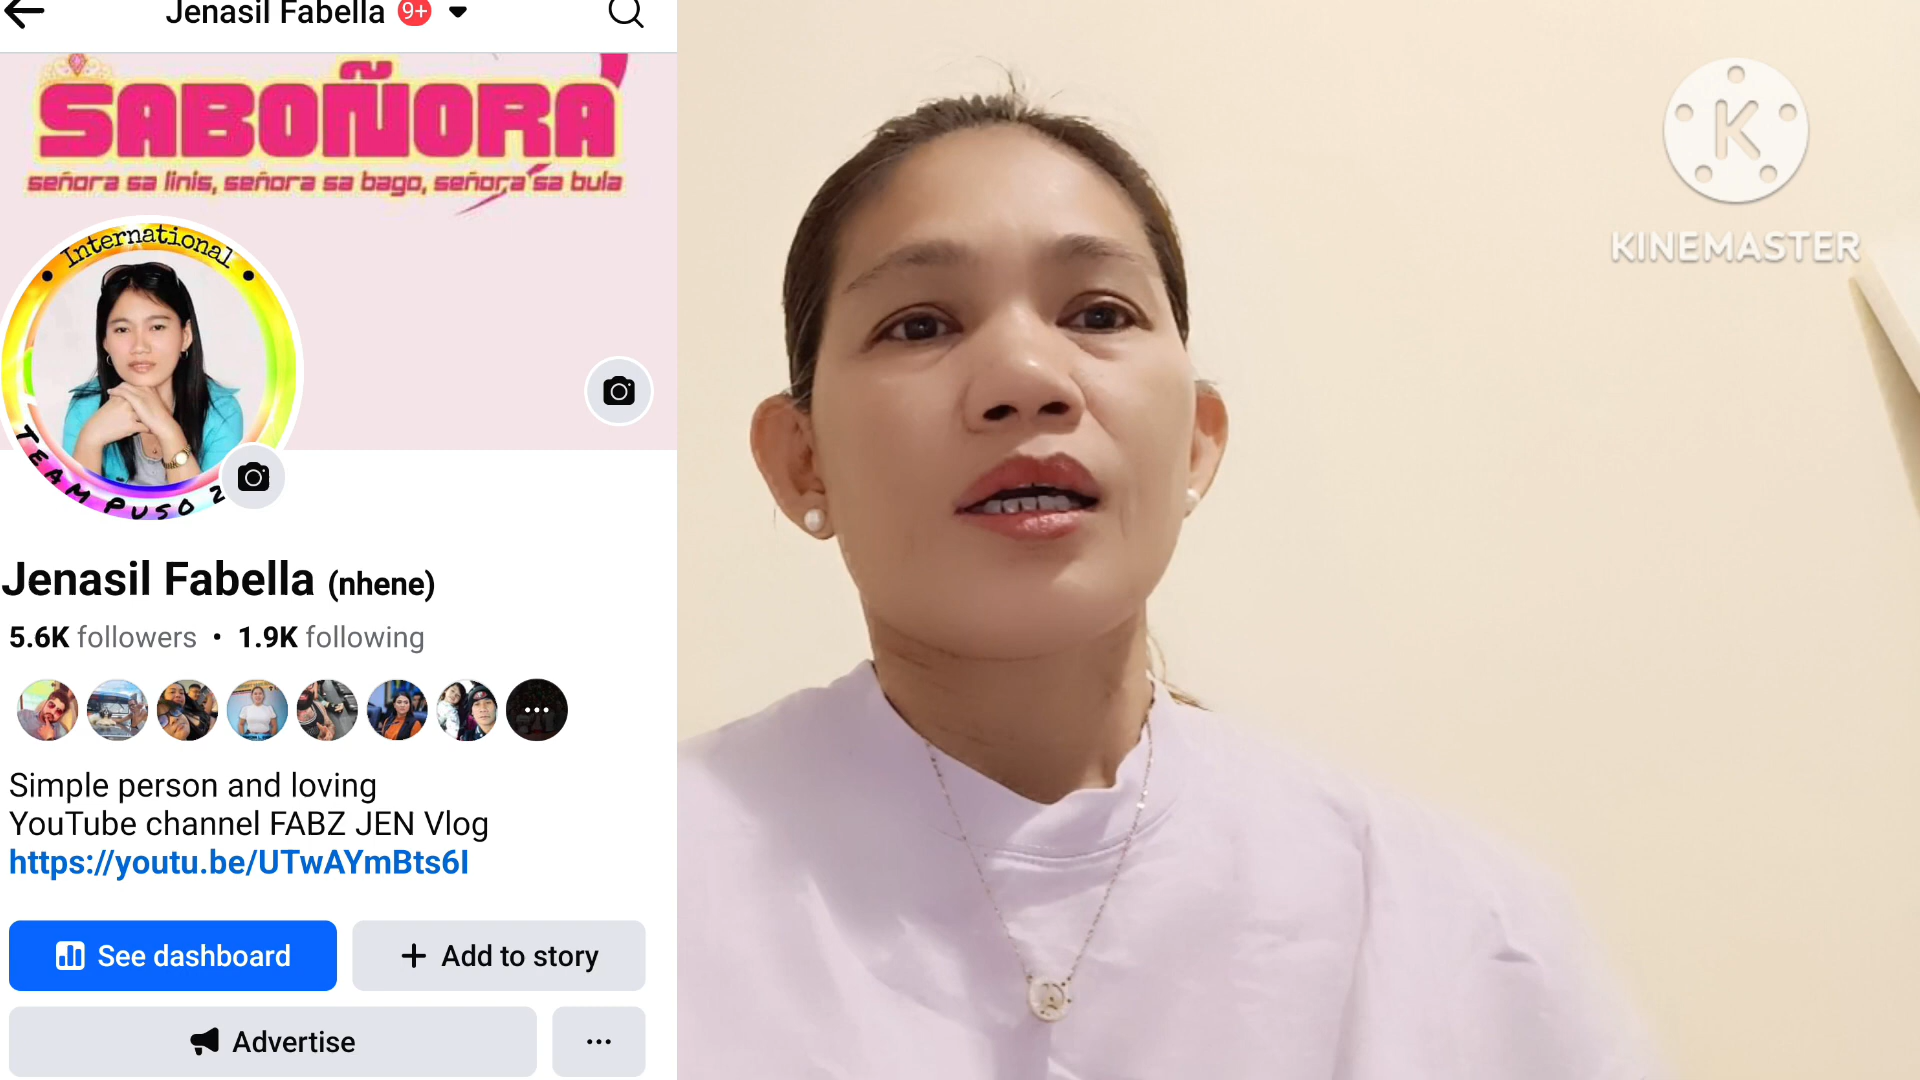 Jenasil Fabella 9+
SABOÑORA
señora sa linis, señora sa bago, señora sa bula
International
TEAM PUSO 2
Jenasil Fabella (nhene)
5.6K followers • 1.9K following
Simple person and loving
YouTube channel FABZ JEN Vlog
https://youtu.be/UTwAYmBts6I
See dashboard
+ Add to story
Advertise
K
KINEMASTER